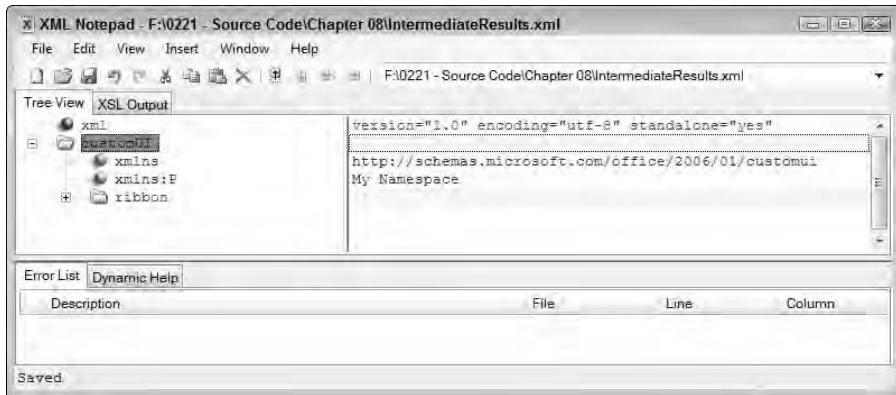 XML Notepad - F:\0221 - Source Code\Chapter 08\IntermediateResults.xml
File Edit View Insert Window Help
F:\0221 - Source Code\Chapter 08\IntermediateResults.xml
Tree View XSL Output
xml version="1.0" encoding="utf-8" standalone="yes"
customUI
xmlns http://schemas.microsoft.com/office/2006/01/customui
xmlns:P My Namespace
ribbon
Error List Dynamic Help
Description File Line Column
Saved